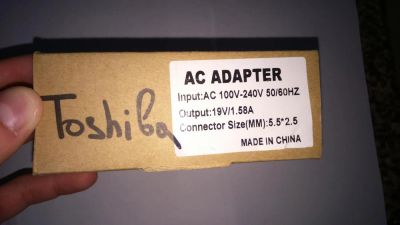 Toshiba
AC ADAPTER
Input:AC 100V-240V 50/60HZ
Output:19V/1.58A
Connector Size(MM):5.5*2.5
MADE IN CHINA